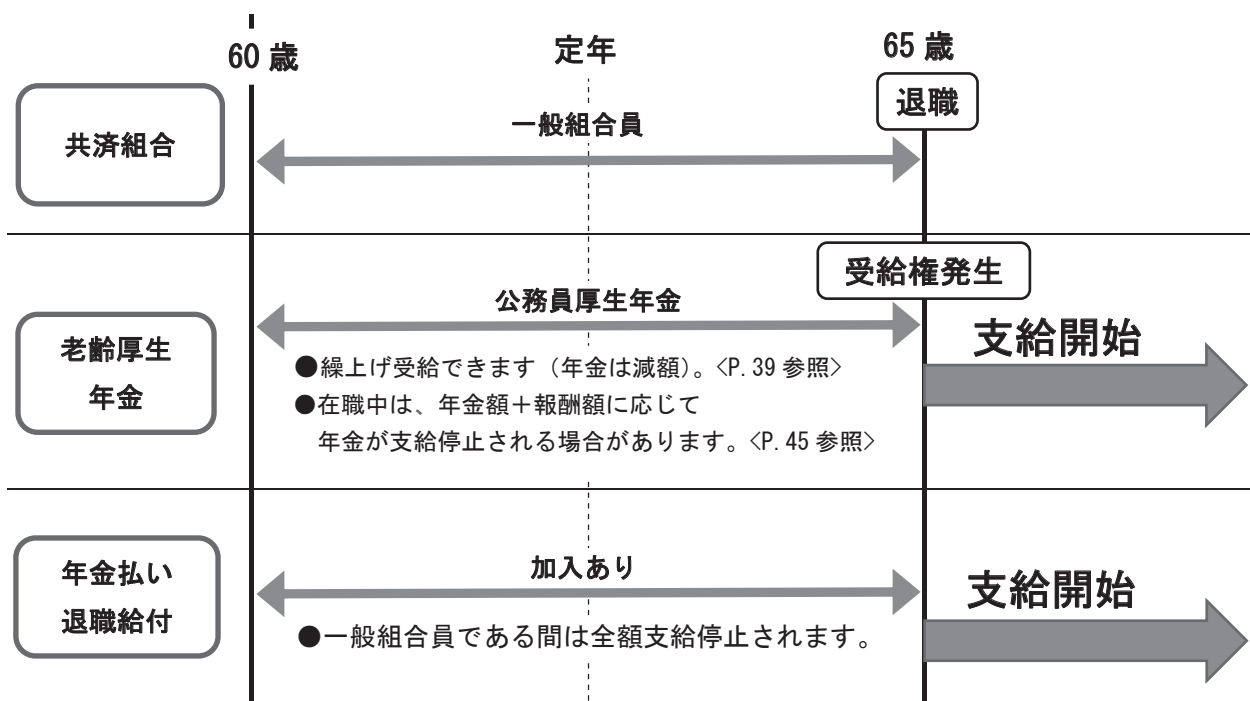 60 歳
定年
65 歳
退職
共済組合
一般組合員
受給権発生
公務員厚生年金
老齢厚生
年金
支給開始
●繰上げ受給できます（年金は減額）。<P.39 参照>
●在職中は、年金額＋報酬額に応じて
年金が支給停止される場合があります。<P.45 参照>
年金払い
退職給付
加入あり
支給開始
●一般組合員である間は全額支給停止されます。